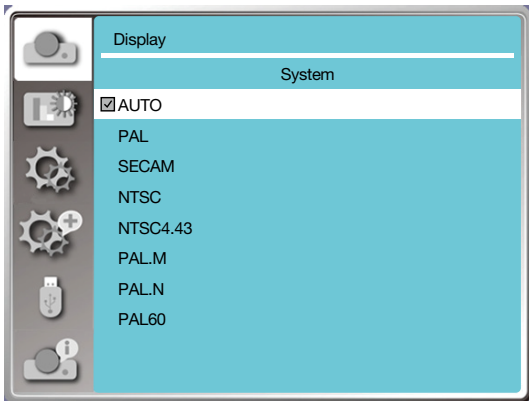 Display
System
AUTO
PAL
SECAM
NTSC
NTSC4.43
PAL.M
PAL.N
PAL60